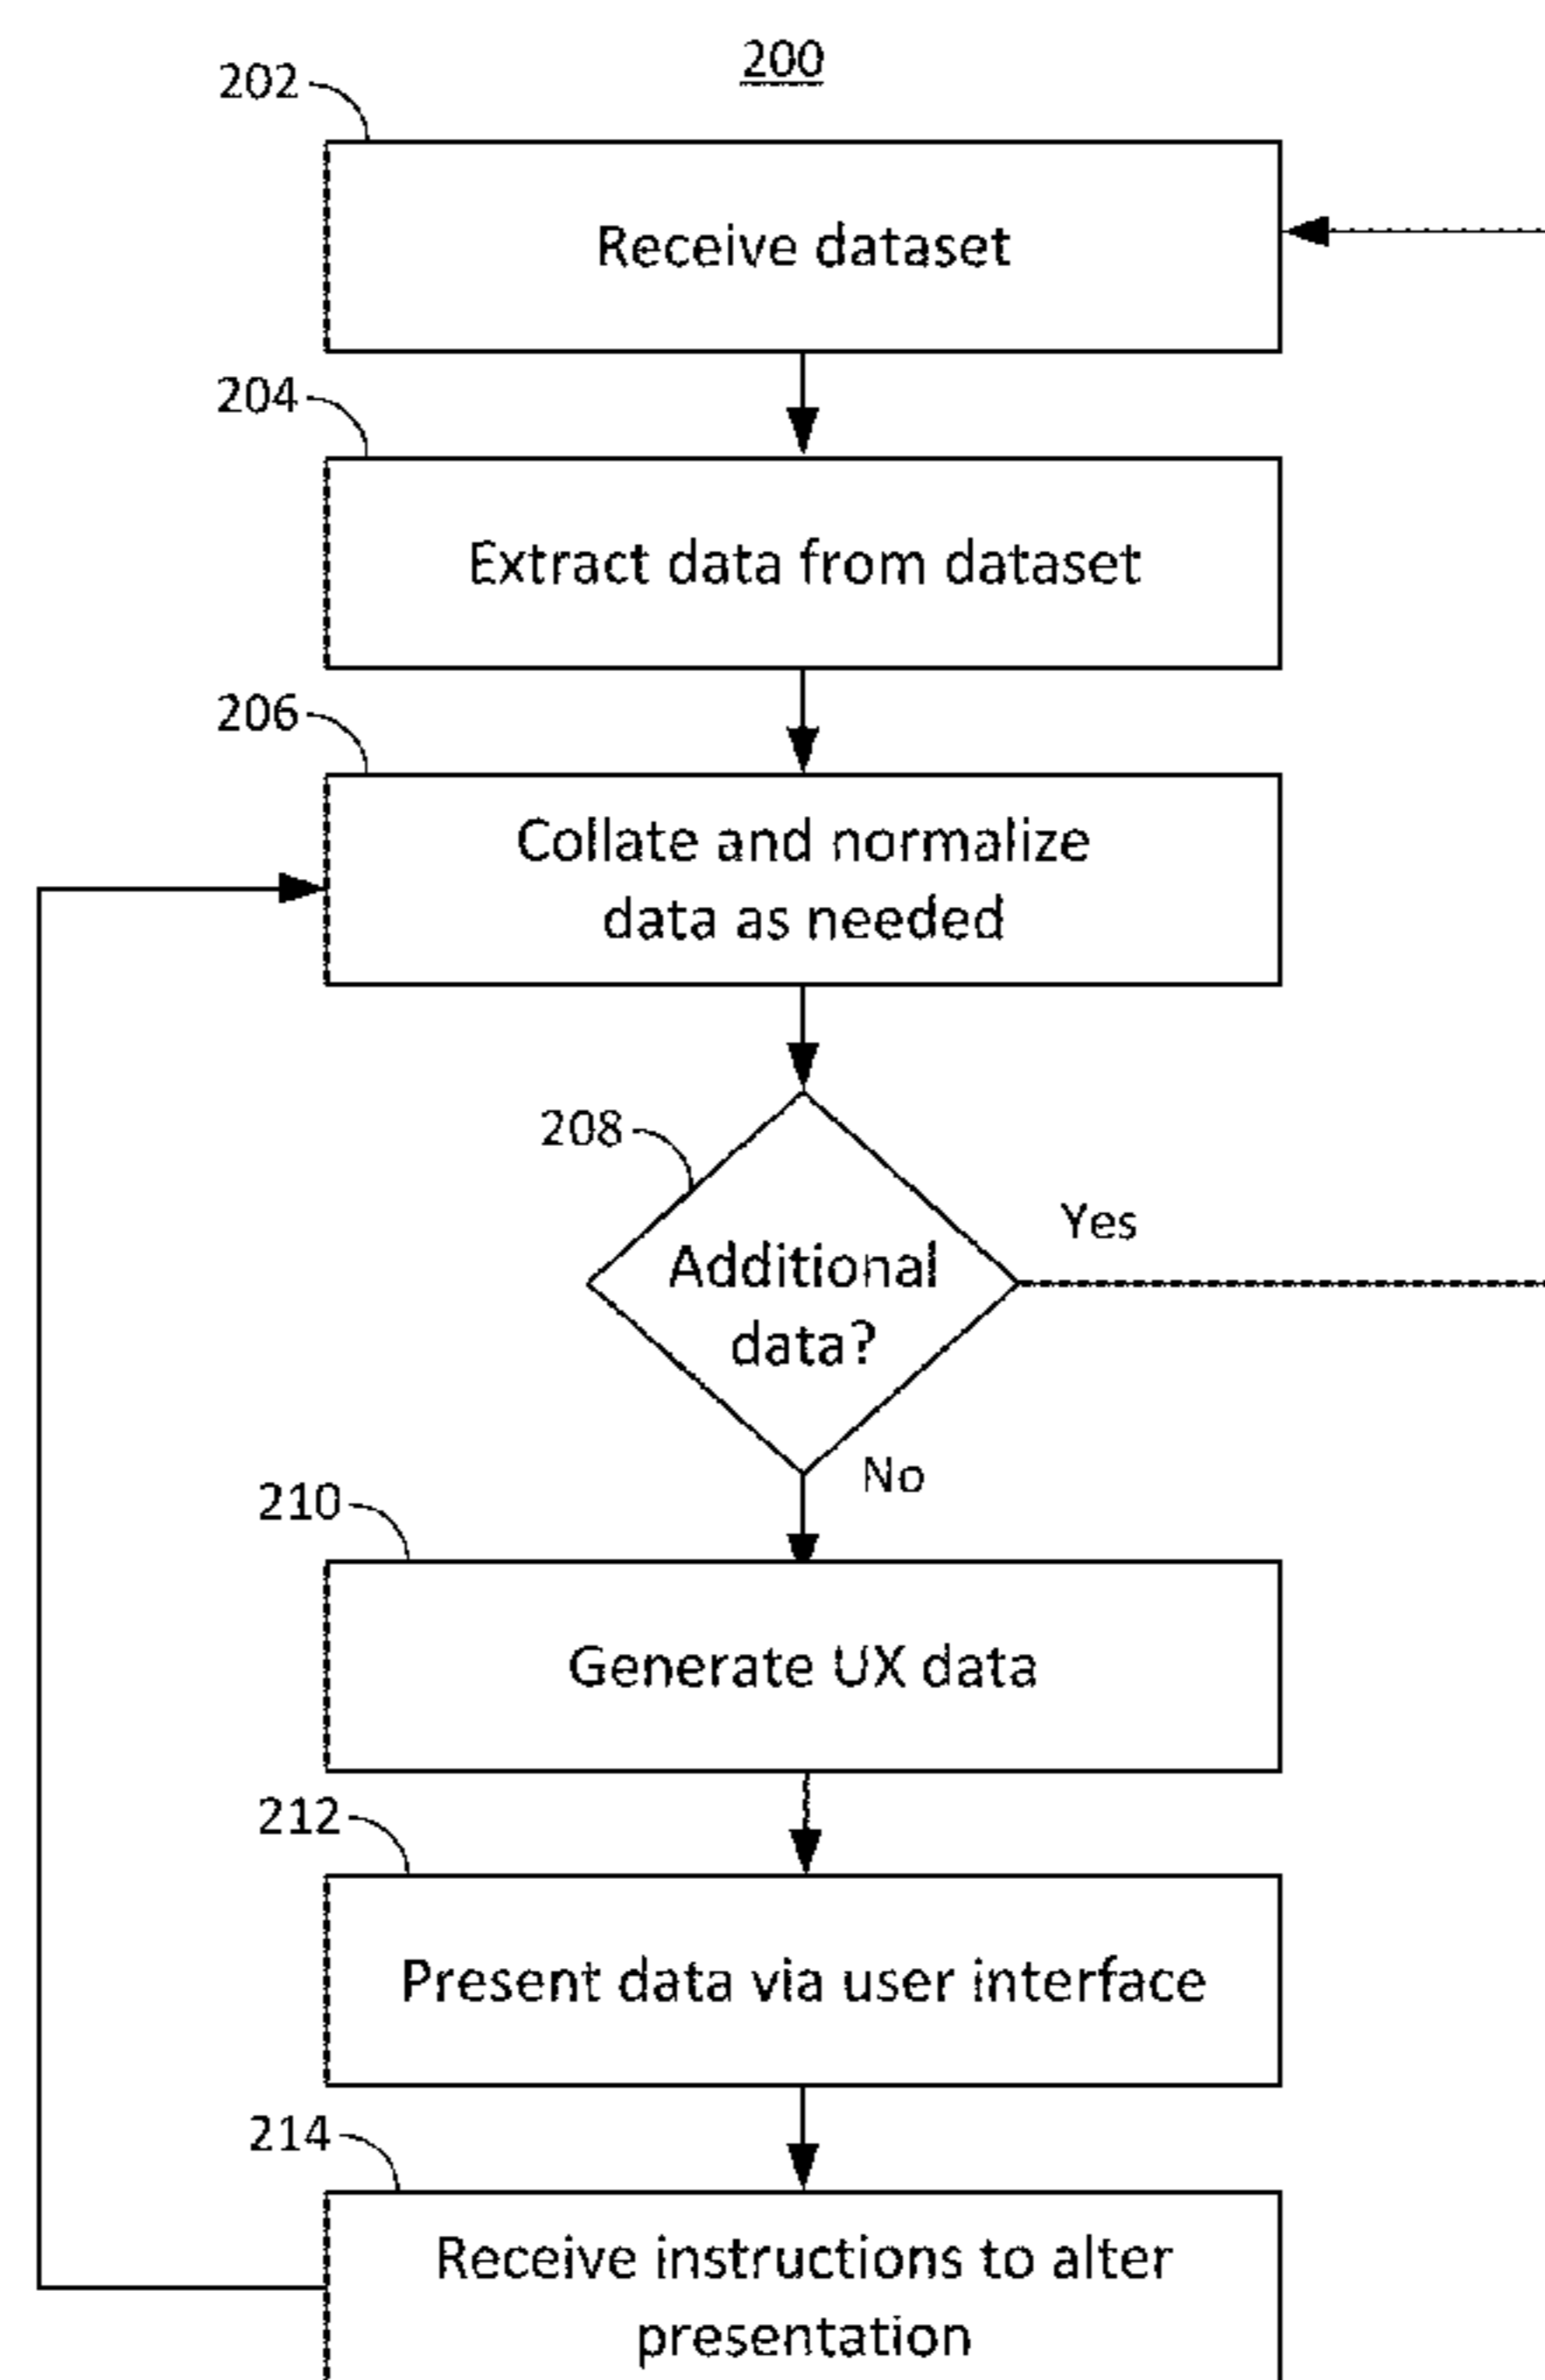 200
202
Receive dataset
204
Extract data from dataset
206
Collate and normalize
data as needed
208
Additional
data?
Yes
No
210
Generate UX data
212
Present data via user interface
214
Receive instructions to alter
presentation